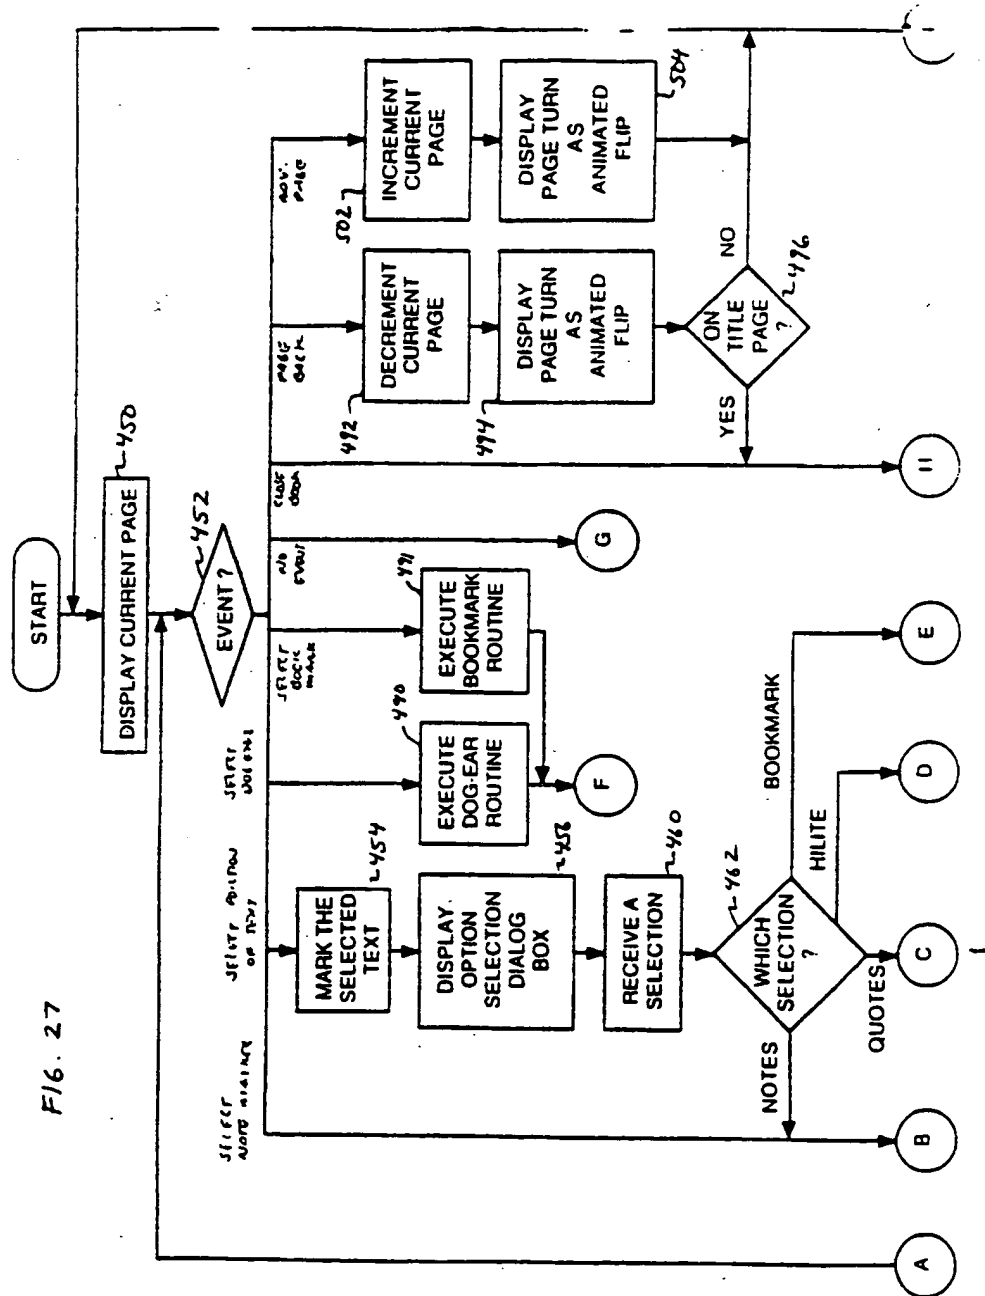 FIG. 27
START
DISPLAY CURRENT PAGE
450
EVENT ?
452
SELECT
NOTE
SELECT PORTION
OF TEXT
SELECT
SELECT
BOOK
MARK
NO
EVENT
CLOSE
BOOK
PAGE
BACK
ADV.
PAGE
MARK THE
SELECTED
TEXT
454
DISPLAY
OPTION
SELECTION
DIALOG
BOX
458
RECEIVE A
SELECTION
460
WHICH
SELECTION
?
462
NOTES
QUOTES
HILITE
BOOKMARK
EXECUTE
DOG-EAR
ROUTINE
490
EXECUTE
BOOKMARK
ROUTINE
491
DECREMENT
CURRENT
PAGE
492
DISPLAY
PAGE TURN
AS
ANIMATED
FLIP
494
ON
TITLE
PAGE
?
496
YES
NO
INCREMENT
CURRENT
PAGE
502
DISPLAY
PAGE TURN
AS
ANIMATED
FLIP
504
A
B
C
D
E
F
G
H
I